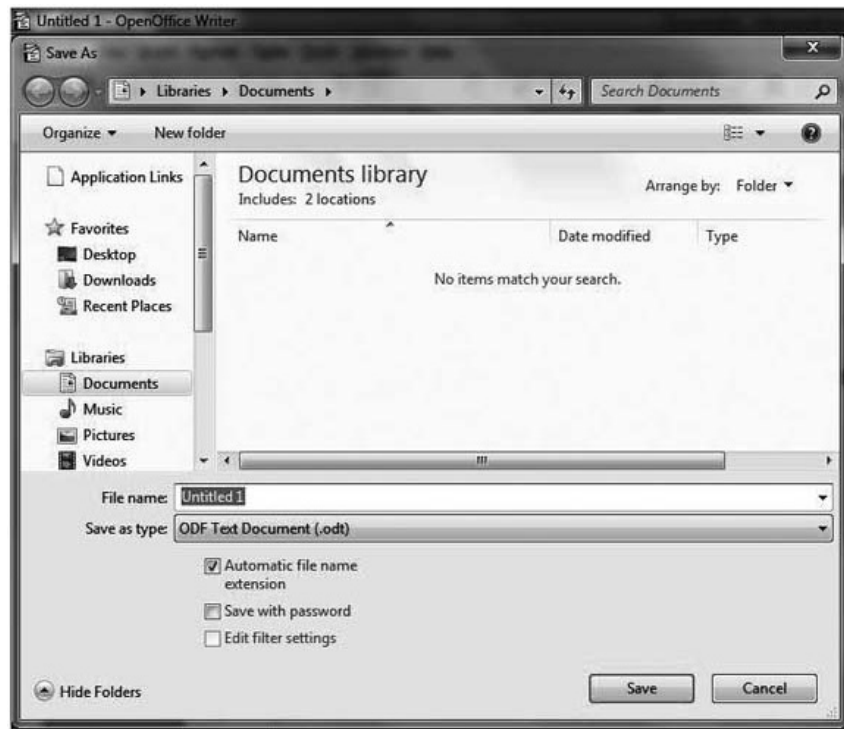 Untitled 1 - OpenOffice Writer
Save As
Libraries Documents
Search Documents
Organize New folder
Application Links
Favorites
Desktop
Downloads
Recent Places
Libraries
Documents
Music
Pictures
Videos
Documents library
Includes: 2 locations
Arrange by: Folder
Name Date modified Type
No items match your search.
File name: Untitled 1
Save as type: ODF Text Document (.odt)
Automatic file name
extension
Save with password
Edit filter settings
Hide Folders
Save Cancel